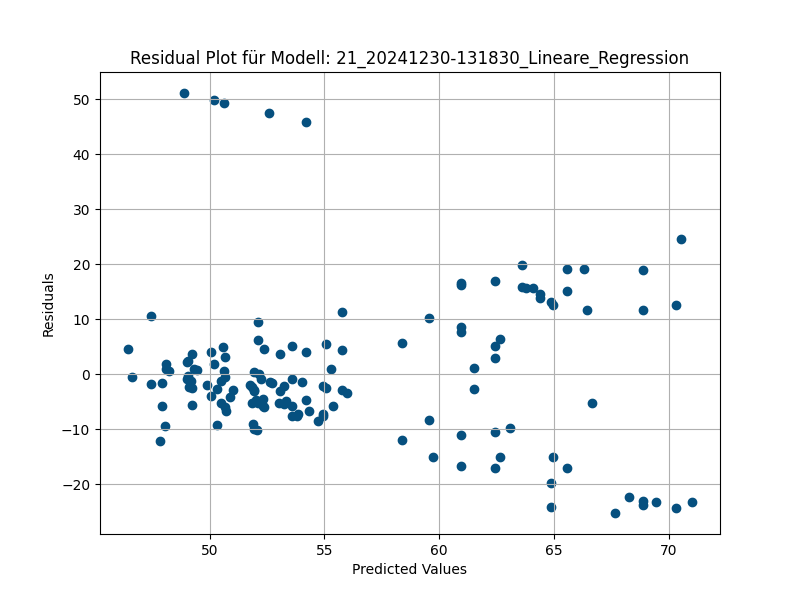 Residual Plot für Modell: 21_20241230-131830_Lineare_Regression
50
40
30
20
10
0
−10
−20
Residuals
50 55 60 65 70
Predicted Values